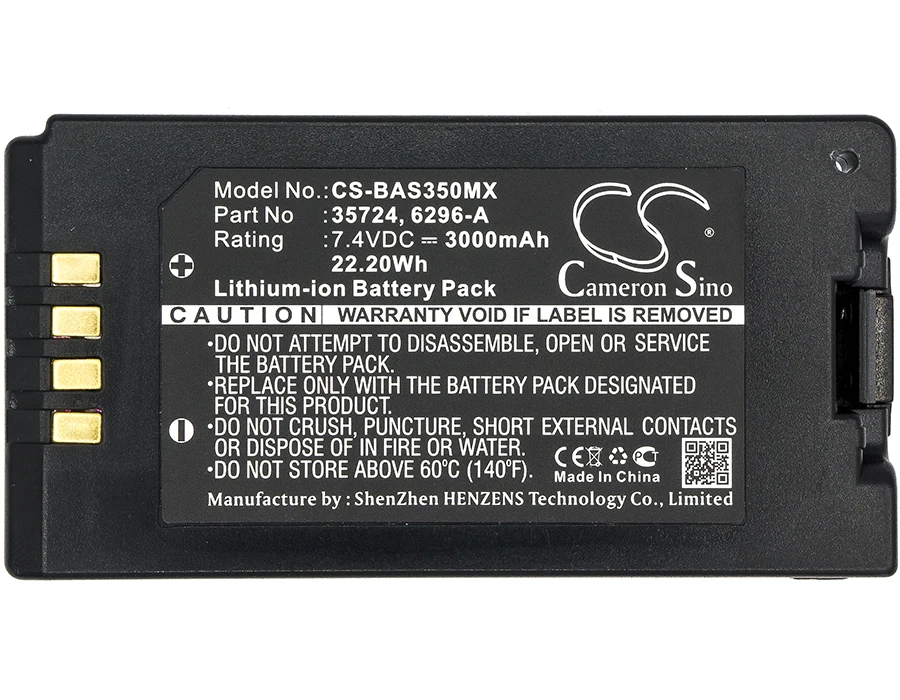 Model No.: CS-BAS350MX
Part No : 35724, 6296-A
Rating : 7.4VDC ⎓ 3000mAh
22.20Wh
Lithium-ion Battery Pack
CS ®
Cameron Sino
CAUTION WARRANTY VOID IF LABEL IS REMOVED
•DO NOT ATTEMPT TO DISASSEMBLE, OPEN OR SERVICE
THE BATTERY PACK.
•REPLACE ONLY WITH THE BATTERY PACK DESIGNATED
FOR THIS PRODUCT.
•DO NOT CRUSH, PUNCTURE, SHORT EXTERNAL CONTACTS
OR DISPOSE OF IN FIRE OR WATER.
•DO NOT STORE ABOVE 60°C (140°F).
CE
Made In China
Manufacture by : ShenZhen HENZENS Technology Co., Limited